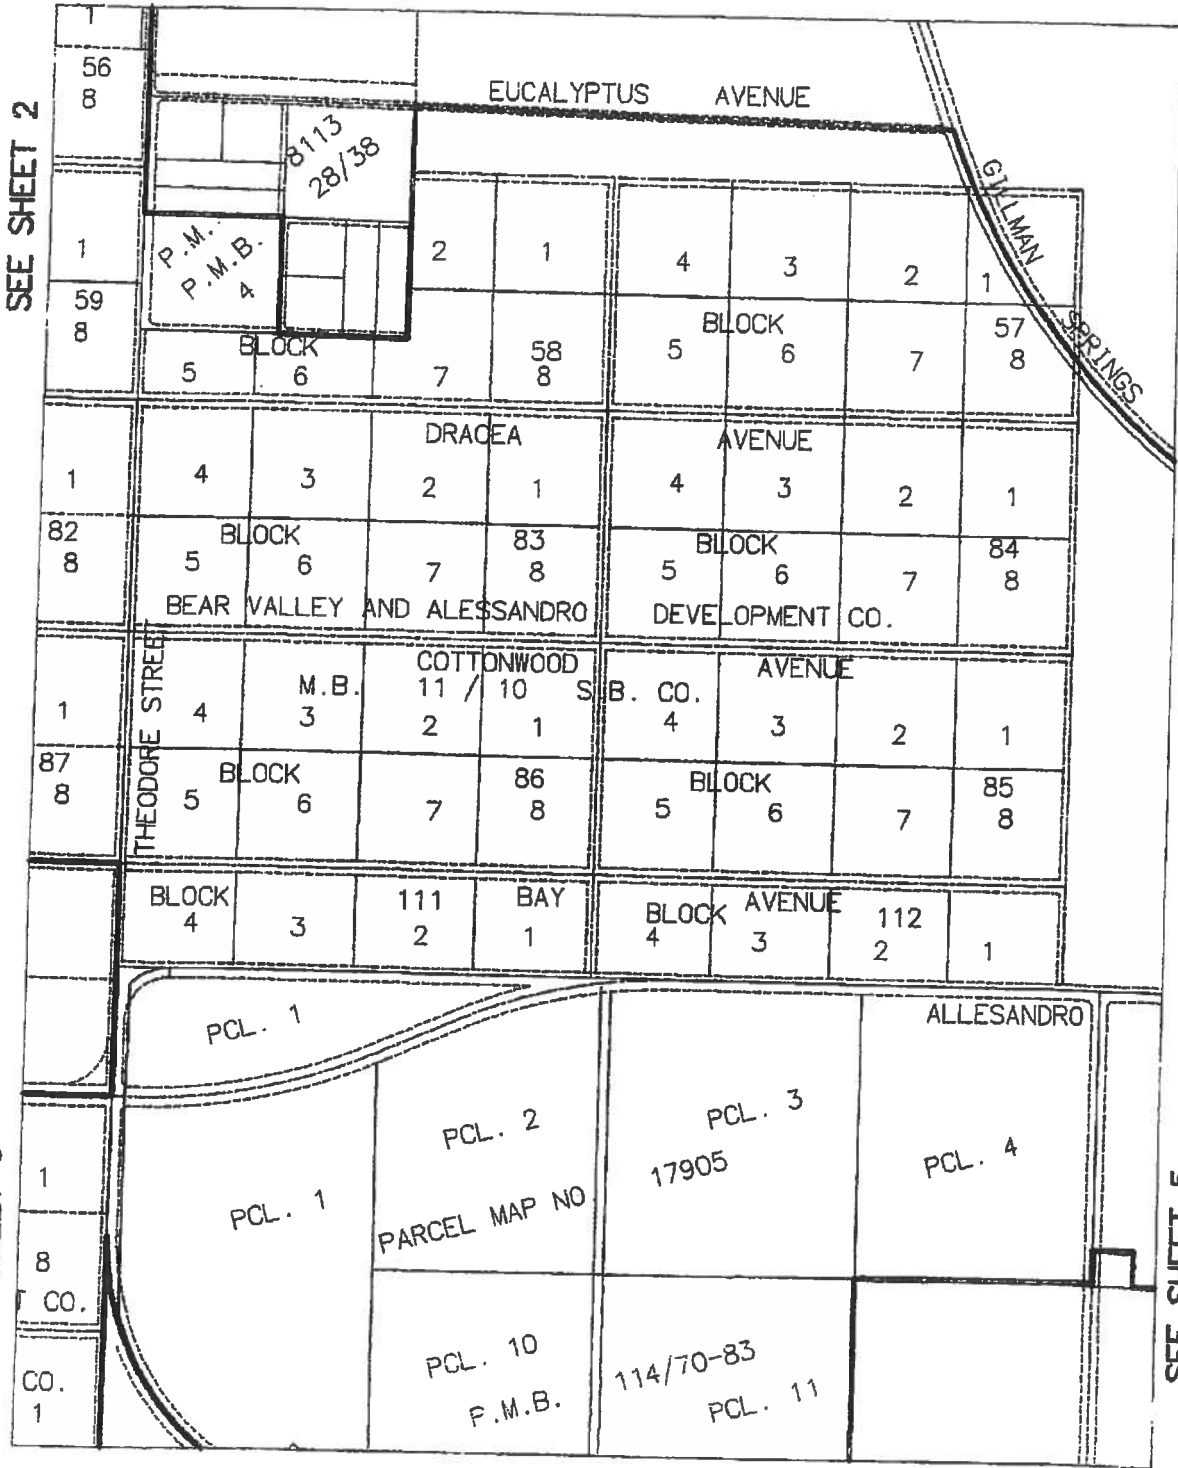 1
56
8
SEE SHEET 2
EUCALYPTUS AVENUE
8113
28/38
GILLMAN SPRINGS
P.M.
P.M.B.
4
1
2 1 4 3 2 1
59
8
BLOCK 58
5 6 7 8
BLOCK 57
5 6 7 8
DRACEA AVENUE
1
4 3 2 1 4 3 2 1
82
8
BLOCK 83
5 6 7 8
BLOCK 84
5 6 7 8
BEAR VALLEY AND ALESSANDRO DEVELOPMENT CO.
THEODORE STREET
COTTONWOOD AVENUE
M.B. 11 / 10 S.B. CO.
1
4 3 2 1 4 3 2 1
87
8
BLOCK 86
5 6 7 8
BLOCK 85
5 6 7 8
BLOCK 111 BAY AVENUE
4 3 2 1
BLOCK 112
4 3 2 1
ALLESANDRO
PCL. 1
PCL. 2
PCL. 3
PCL. 4
17905
1
PCL. 1
PARCEL MAP NO
8
CO.
CO.
1
PCL. 10
P.M.B.
114/70-83
PCL. 11
SEE SHEET 5